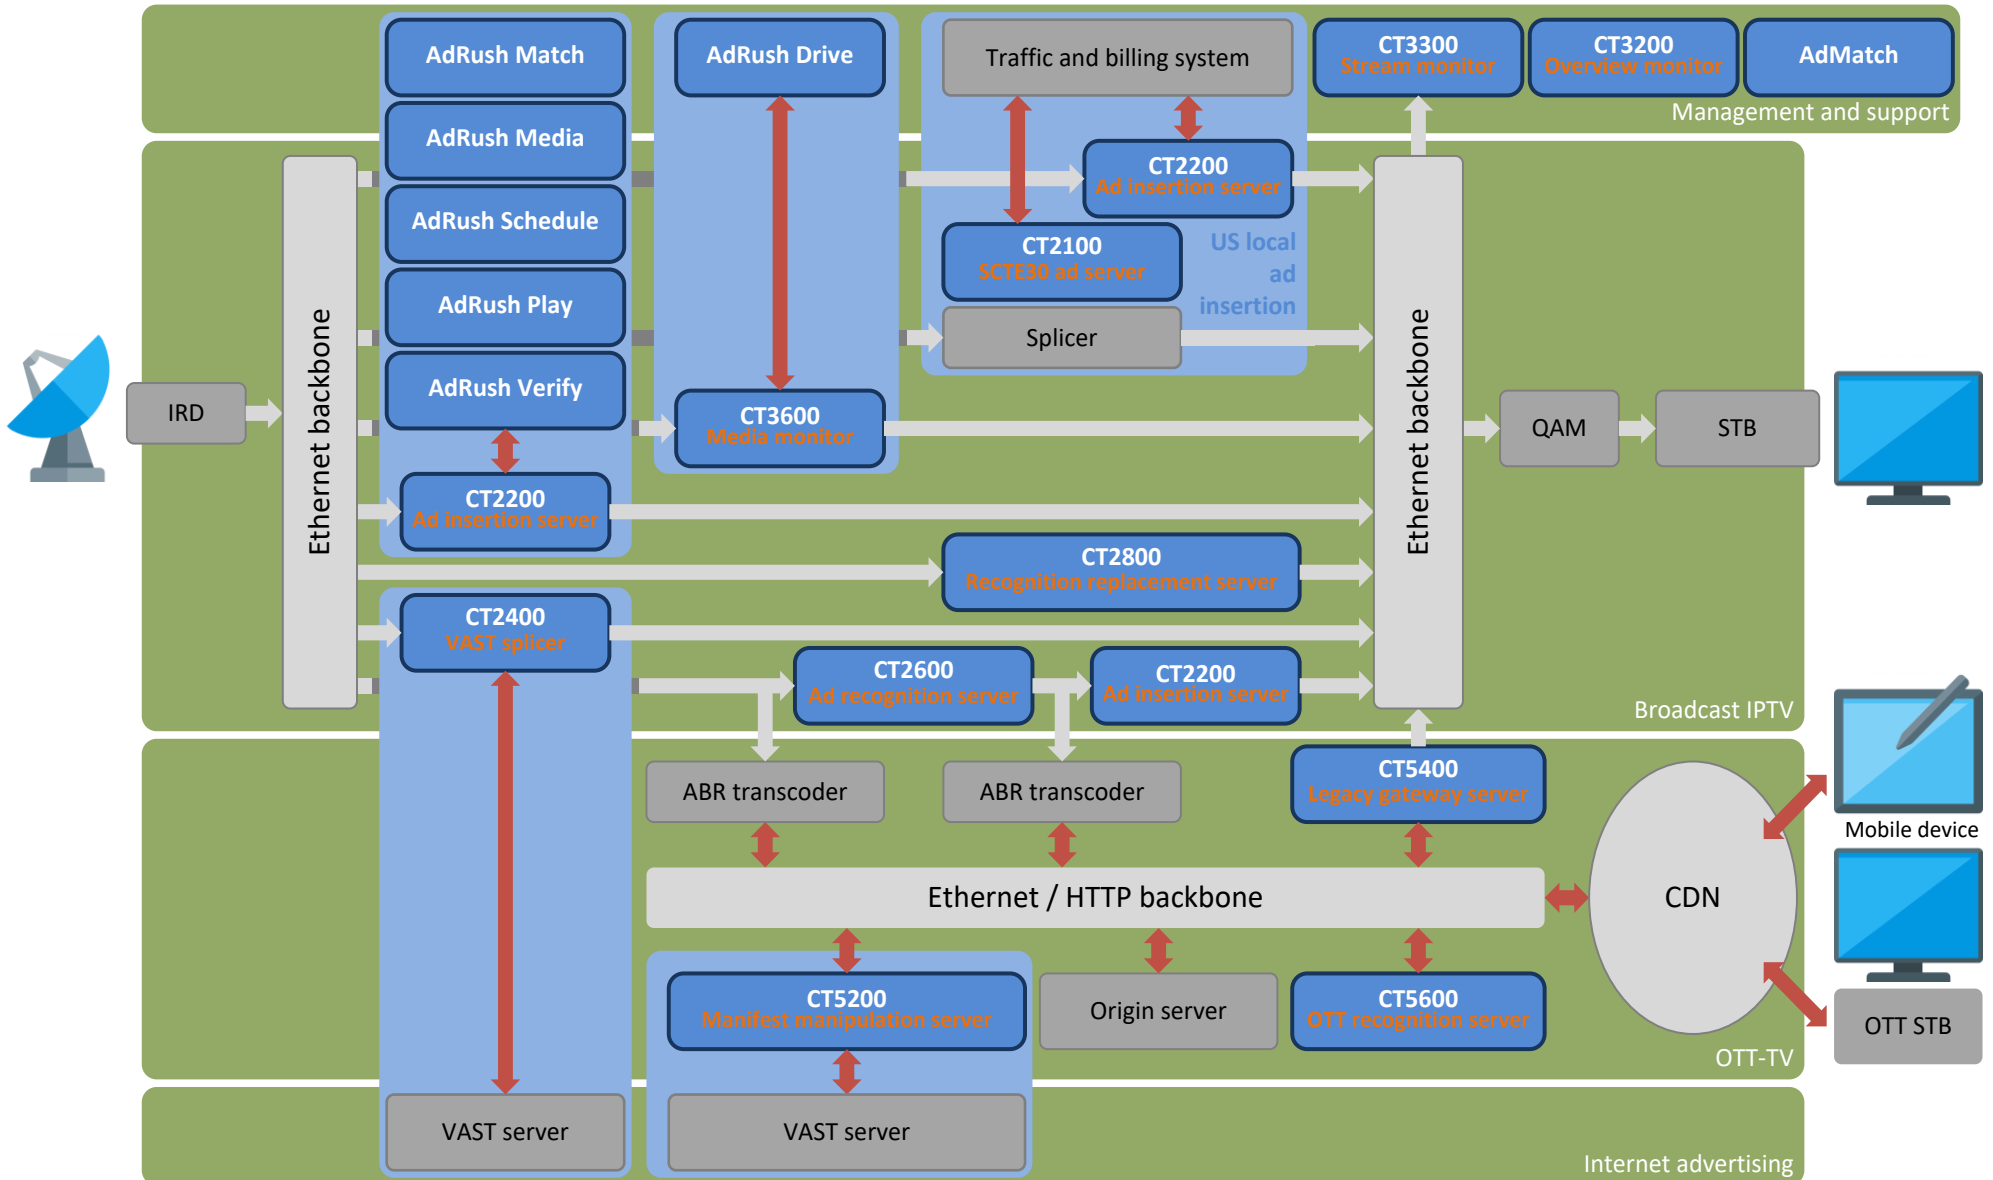 AdRush Match
AdRush Drive
Traffic and billing system
CT3300
Stream monitor
CT3200
Overview monitor
AdMatch
Management and support
AdRush Media
AdRush Schedule
AdRush Play
AdRush Verify
CT2200
Ad insertion server
CT2100
SCTE30 ad server
US local
ad
insertion
Splicer
IRD
Ethernet backbone
CT3600
Media monitor
Ethernet backbone
QAM
STB
CT2200
Ad insertion server
CT2800
Recognition replacement server
CT2400
VAST splicer
CT2600
Ad recognition server
CT2200
Ad insertion server
Broadcast IPTV
ABR transcoder
ABR transcoder
CT5400
Legacy gateway server
Mobile device
Ethernet / HTTP backbone
CDN
CT5200
Manifest manipulation server
Origin server
CT5600
OTT recognition server
OTT STB
OTT-TV
VAST server
VAST server
Internet advertising